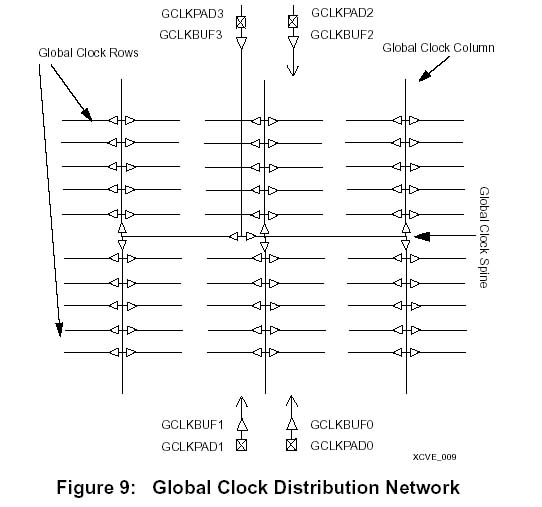 GCLKPAD3
GCLKPAD2
GCLKBUF3
GCLKBUF2
Global Clock Rows
Global Clock Column
Global Clock Spine
GCLKBUF1
GCLKBUF0
GCLKPAD1
GCLKPAD0
XCVE_009
Figure 9: Global Clock Distribution Network